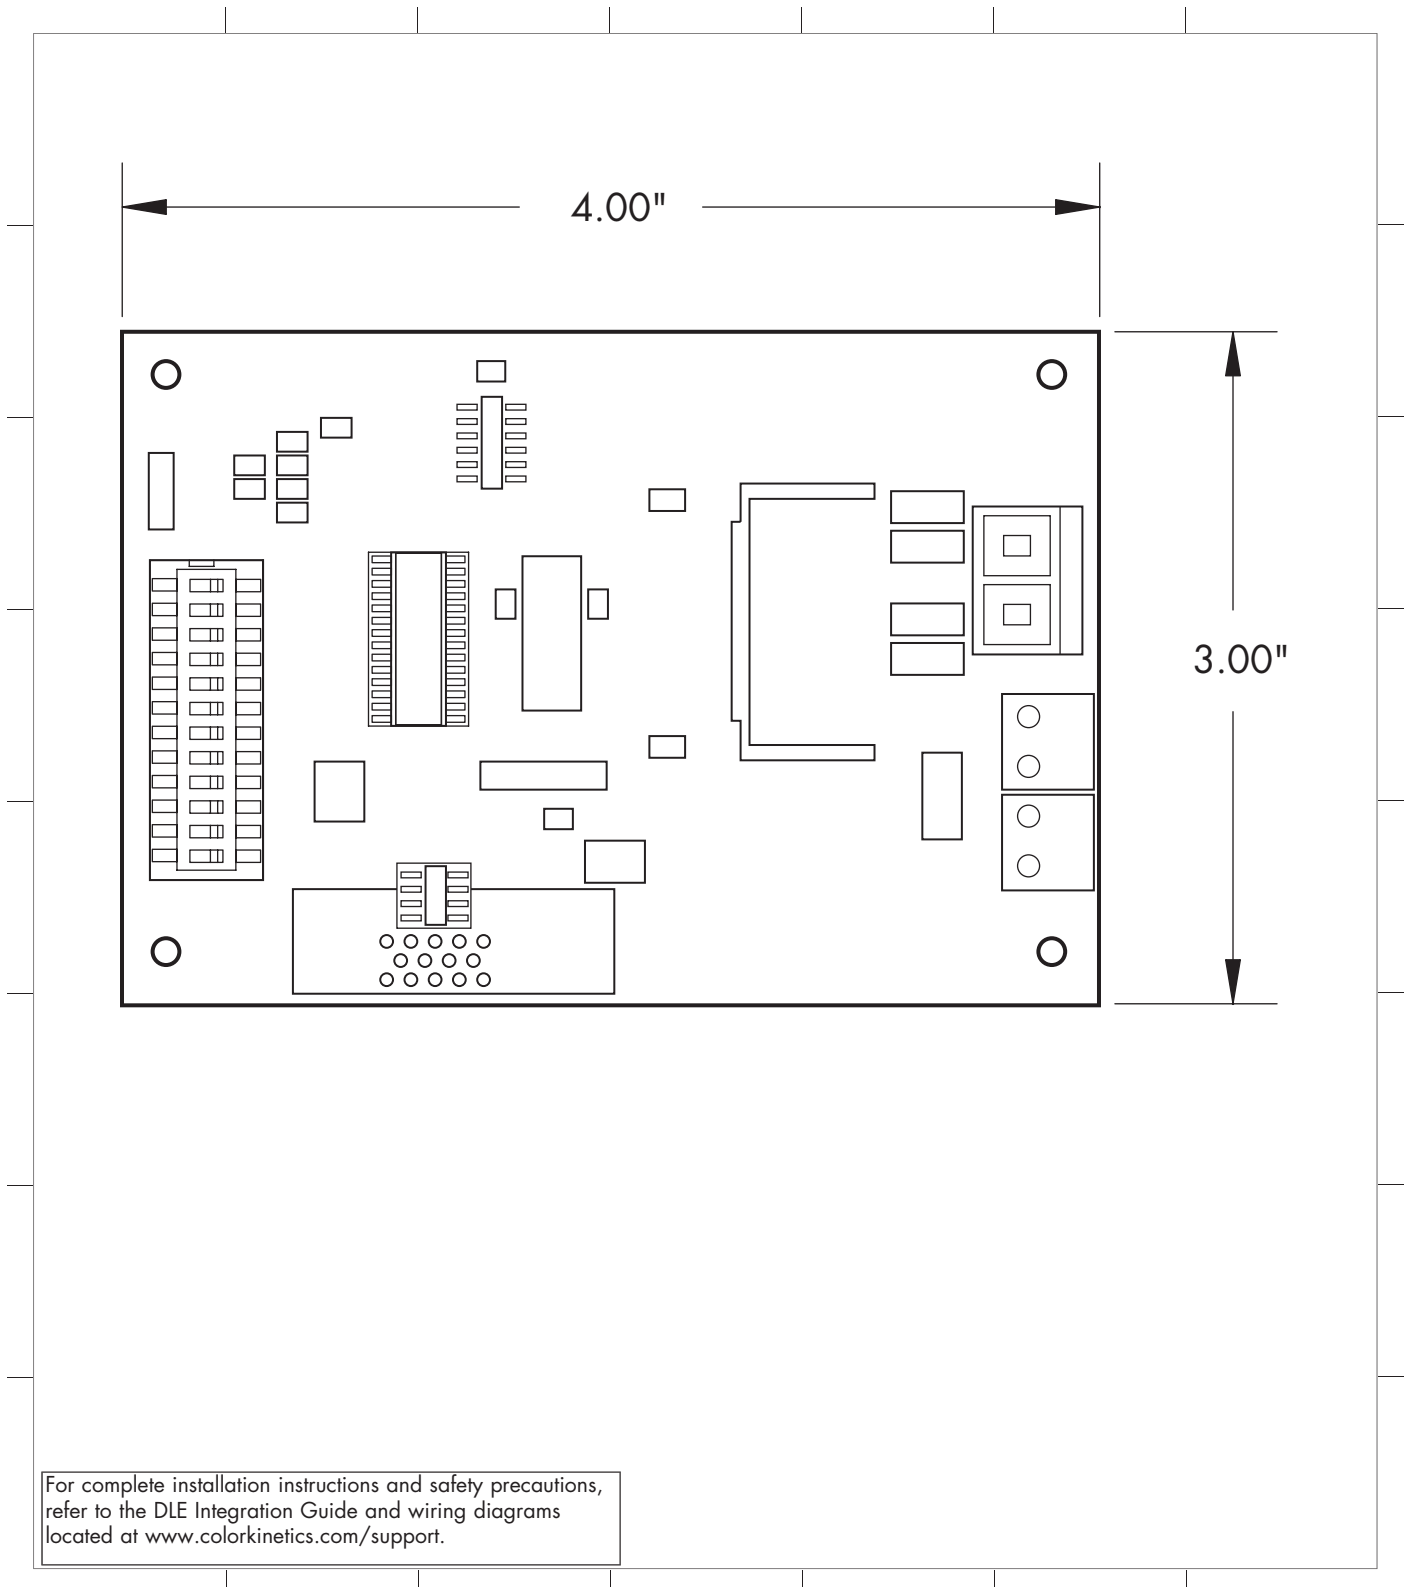 4.00"
3.00"
For complete installation instructions and safety precautions,
refer to the DLE Integration Guide and wiring diagrams
located at www.colorkinetics.com/support.